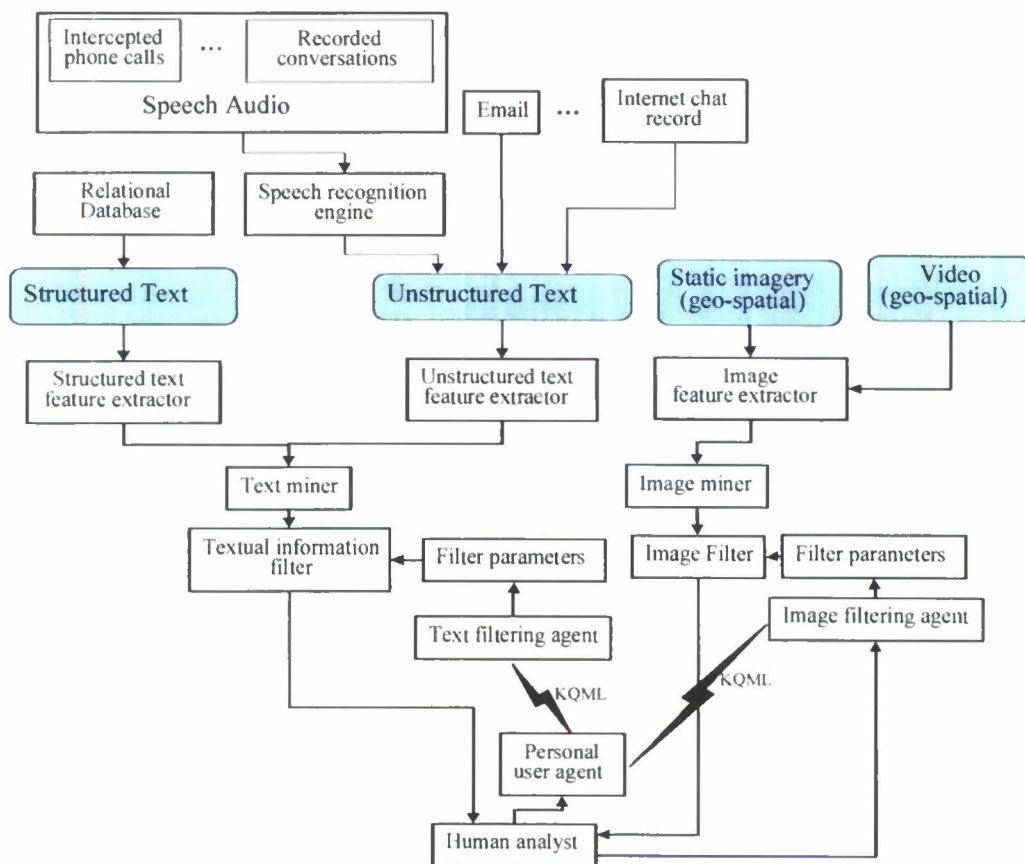 Intercepted
phone calls
...
Recorded
conversations
Speech Audio
Email
...
Internet chat
record
Relational
Database
Speech recognition
engine
Structured Text
Unstructured Text
Static imagery
(geo-spatial)
Video
(geo-spatial)
Structured text
feature extractor
Unstructured text
feature extractor
Image
feature extractor
Text miner
Image miner
Textual information
filter
Filter parameters
Image Filter
Filter parameters
Text filtering agent
Image filtering agent
KQML
KQML
Personal
user agent
Human analyst